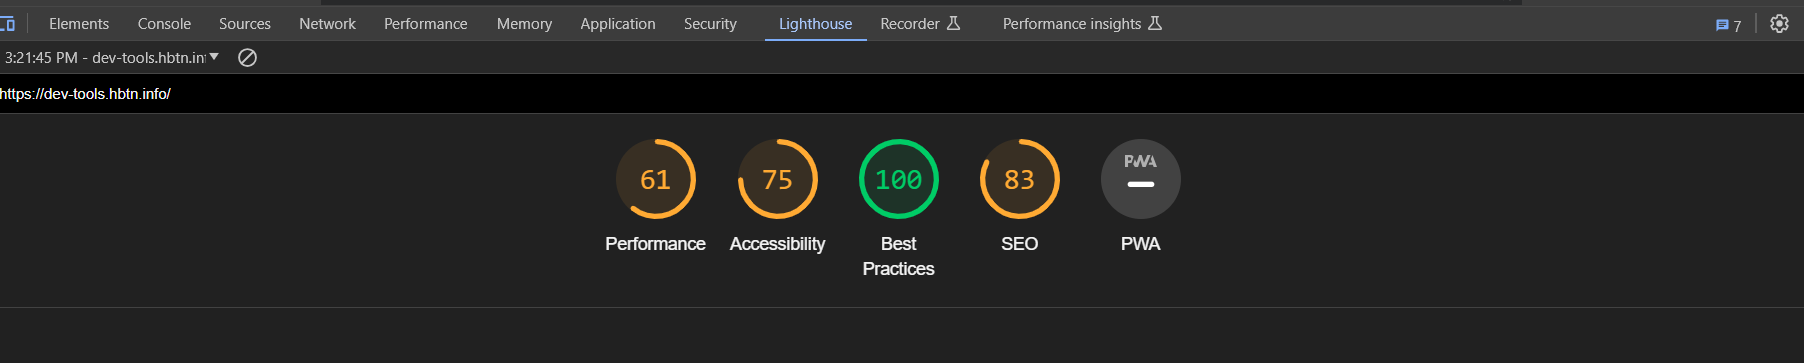 Elements Console Sources Network Performance Memory Application Security Lighthouse Recorder Performance insights 7
3:21:45 PM - dev-tools.hbtn.in
https://dev-tools.hbtn.info/
61 75 100 83 PWA
Performance Accessibility Best Practices SEO PWA